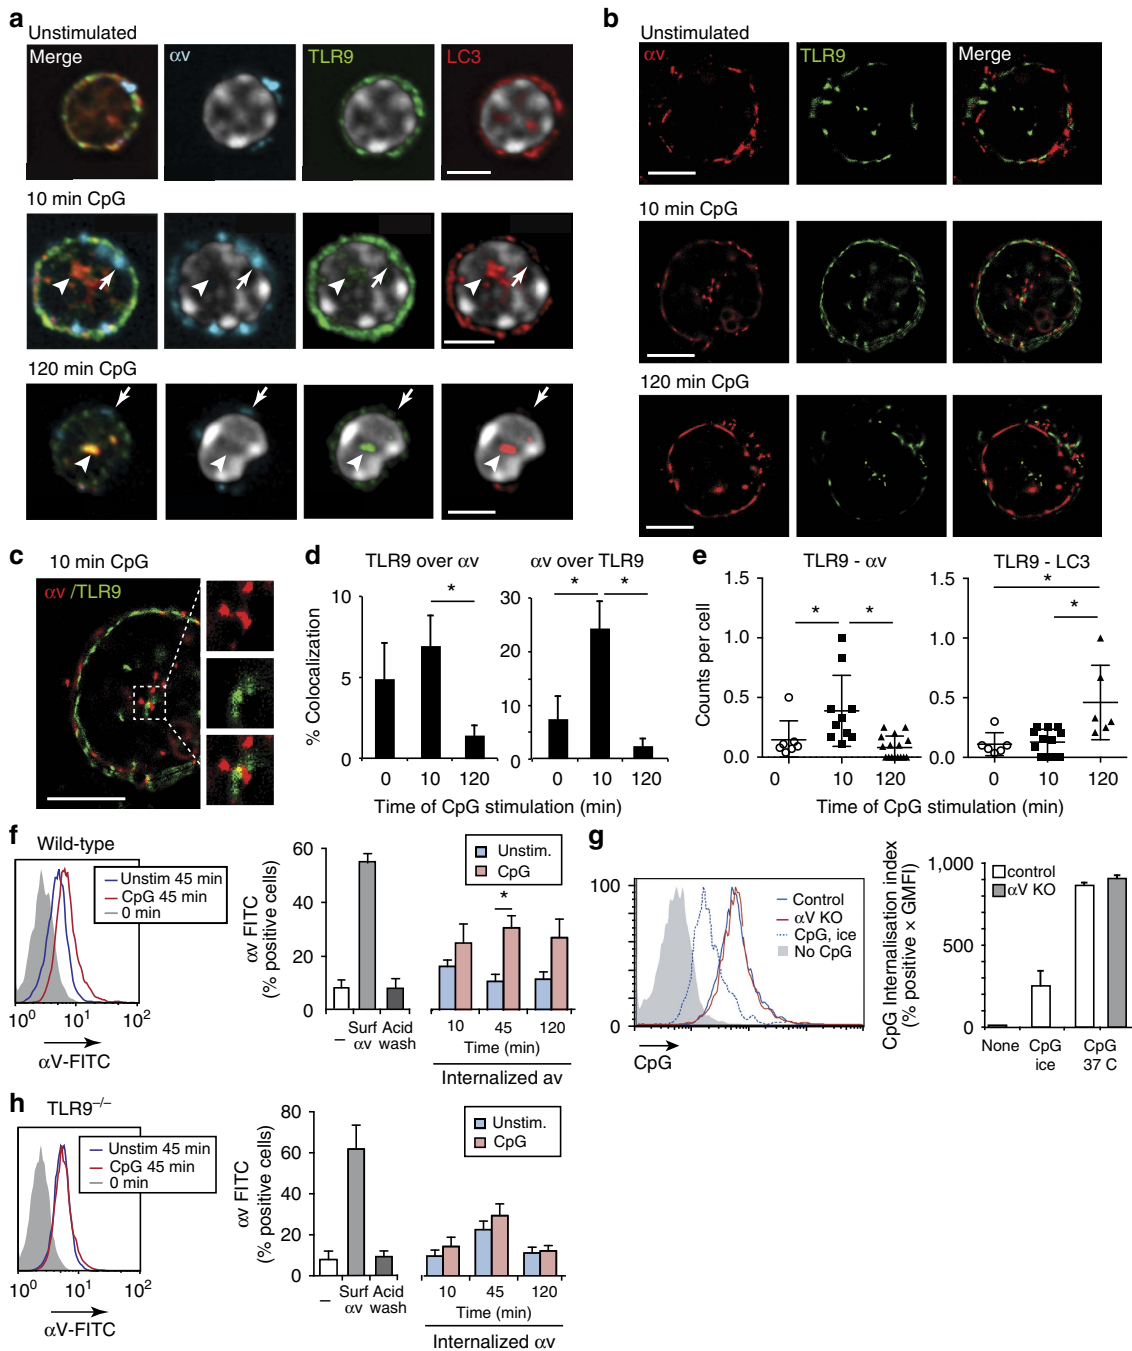 a
Unstimulated
Merge
αv
TLR9
LC3
10 min CpG
120 min CpG
b
Unstimulated
αv
TLR9
Merge
10 min CpG
120 min CpG
c
10 min CpG
αv /TLR9
d
TLR9 over αv
αv over TLR9
% Colocalization
10
5
0
30
20
10
0
*
*
*
0
10
120
0
10
120
Time of CpG stimulation (min)
e
TLR9 - αv
TLR9 - LC3
Counts per cell
1.5
1.0
0.5
0.0
1.5
1.0
0.5
0.0
*
*
*
*
0
10
120
0
10
120
Time of CpG stimulation (min)
f
Wild-type
Unstim 45 min
CpG 45 min
0 min
10⁰
10¹
10²
αV-FITC
αv FITC
(% positive cells)
60
40
20
0
Unstim.
CpG
*
–
Surf αv
Acid wash
10
45
120
Time (min)
Internalized av
g
100
0
Control
αV KO
CpG, ice
No CpG
CpG
CpG Internalisation index
(% positive × GMFI)
1,000
500
0
control
αV KO
None
CpG ice
CpG 37 C
h
TLR9⁻/⁻
Unstim 45 min
CpG 45 min
0 min
10⁰
10¹
10²
αV-FITC
αv FITC
(% positive cells)
80
60
40
20
0
Unstim.
CpG
–
Surf αv
Acid wash
10
45
120
Time (min)
Internalized αv